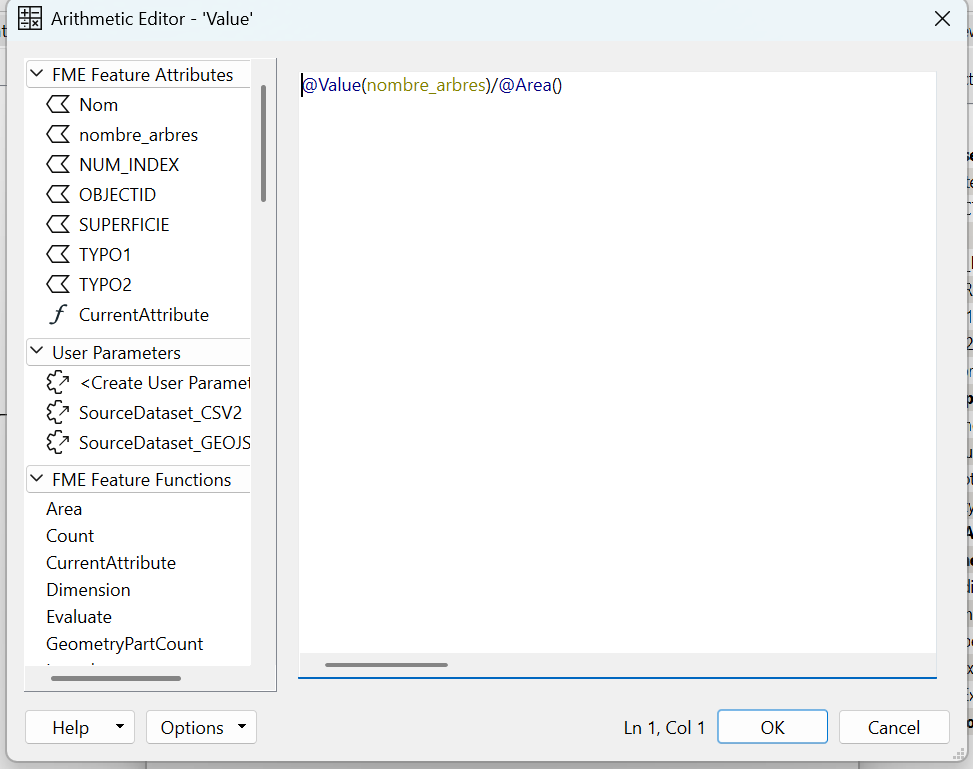 Arithmetic Editor - 'Value'
FME Feature Attributes
Nom
nombre_arbres
NUM_INDEX
OBJECTID
SUPERFICIE
TYPO1
TYPO2
CurrentAttribute
User Parameters
<Create User Paramet
SourceDataset_CSV2
SourceDataset_GEOJS
FME Feature Functions
Area
Count
CurrentAttribute
Dimension
Evaluate
GeometryPartCount
@Value(nombre_arbres)/@Area()
Help
Options
Ln 1, Col 1
OK
Cancel